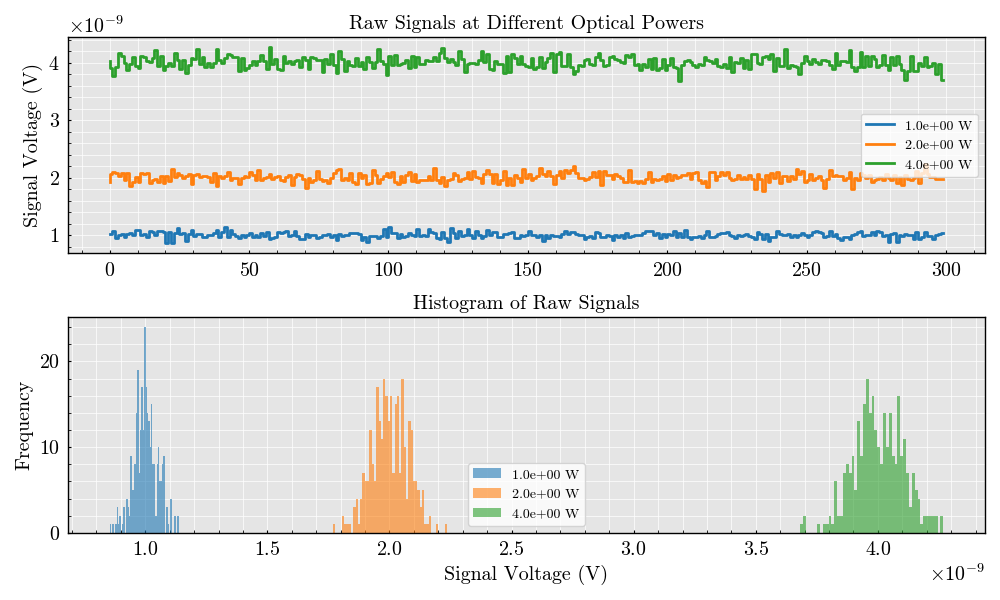 Raw Signals at Different Optical Powers
×10⁻⁹
Signal Voltage (V)
4
3
2
1
1.0e+00 W
2.0e+00 W
4.0e+00 W
0 50 100 150 200 250 300
Histogram of Raw Signals
Frequency
20
10
0
1.0e+00 W
2.0e+00 W
4.0e+00 W
1.0 1.5 2.0 2.5 3.0 3.5 4.0
Signal Voltage (V)
×10⁻⁹